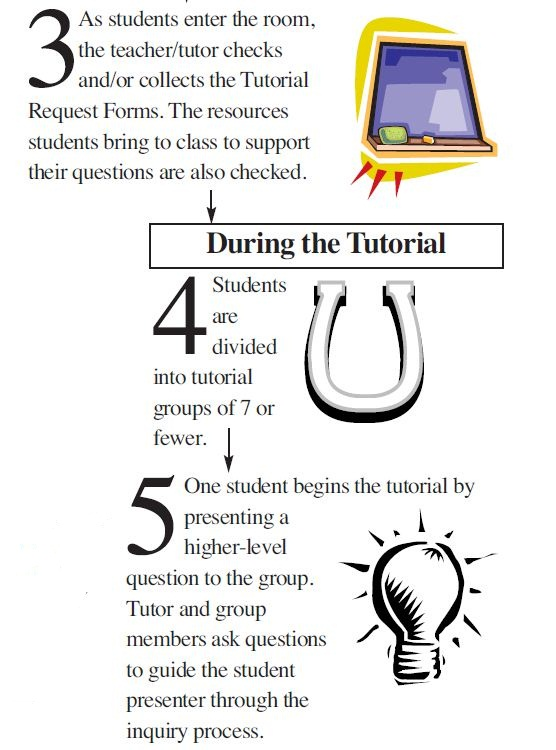 3 As students enter the room,
the teacher/tutor checks
and/or collects the Tutorial
Request Forms. The resources
students bring to class to support
their questions are also checked.
During the Tutorial
4 Students
are
divided
into tutorial
groups of 7 or
fewer.
5 One student begins the tutorial by
presenting a
higher-level
question to the group.
Tutor and group
members ask questions
to guide the student
presenter through the
inquiry process.